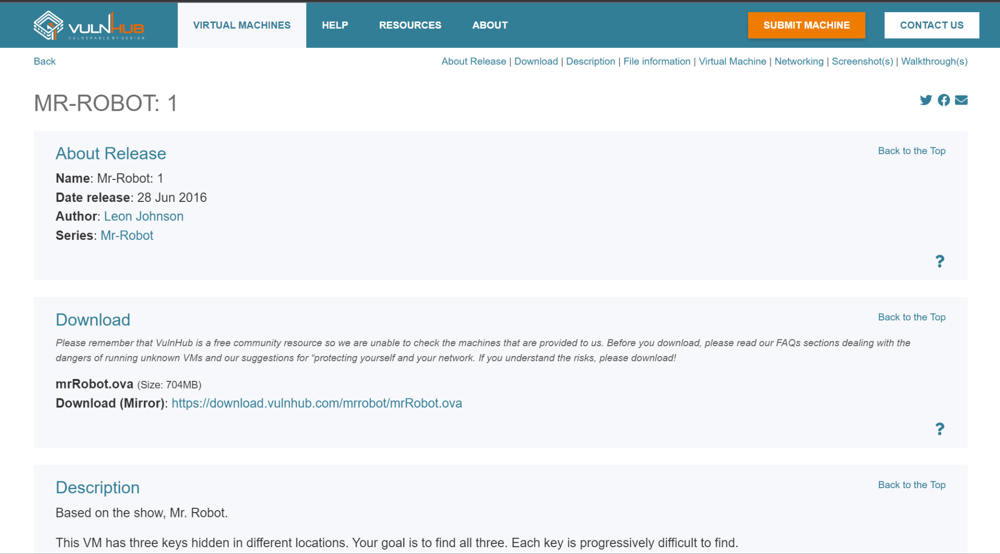 VULNHUB
VULNERABLE BY DESIGN
VIRTUAL MACHINES
HELP
RESOURCES
ABOUT
SUBMIT MACHINE
CONTACT US
Back
About Release | Download | Description | File information | Virtual Machine | Networking | Screenshot(s) | Walkthrough(s)
MR-ROBOT: 1
About Release
Back to the Top
Name: Mr-Robot: 1
Date release: 28 Jun 2016
Author: Leon Johnson
Series: Mr-Robot
?
Download
Back to the Top
Please remember that VulnHub is a free community resource so we are unable to check the machines that are provided to us. Before you download, please read our FAQs sections dealing with the
dangers of running unknown VMs and our suggestions for “protecting yourself and your network. If you understand the risks, please download!
mrRobot.ova (Size: 704MB)
Download (Mirror): https://download.vulnhub.com/mrrobot/mrRobot.ova
?
Description
Back to the Top
Based on the show, Mr. Robot.
This VM has three keys hidden in different locations. Your goal is to find all three. Each key is progressively difficult to find.